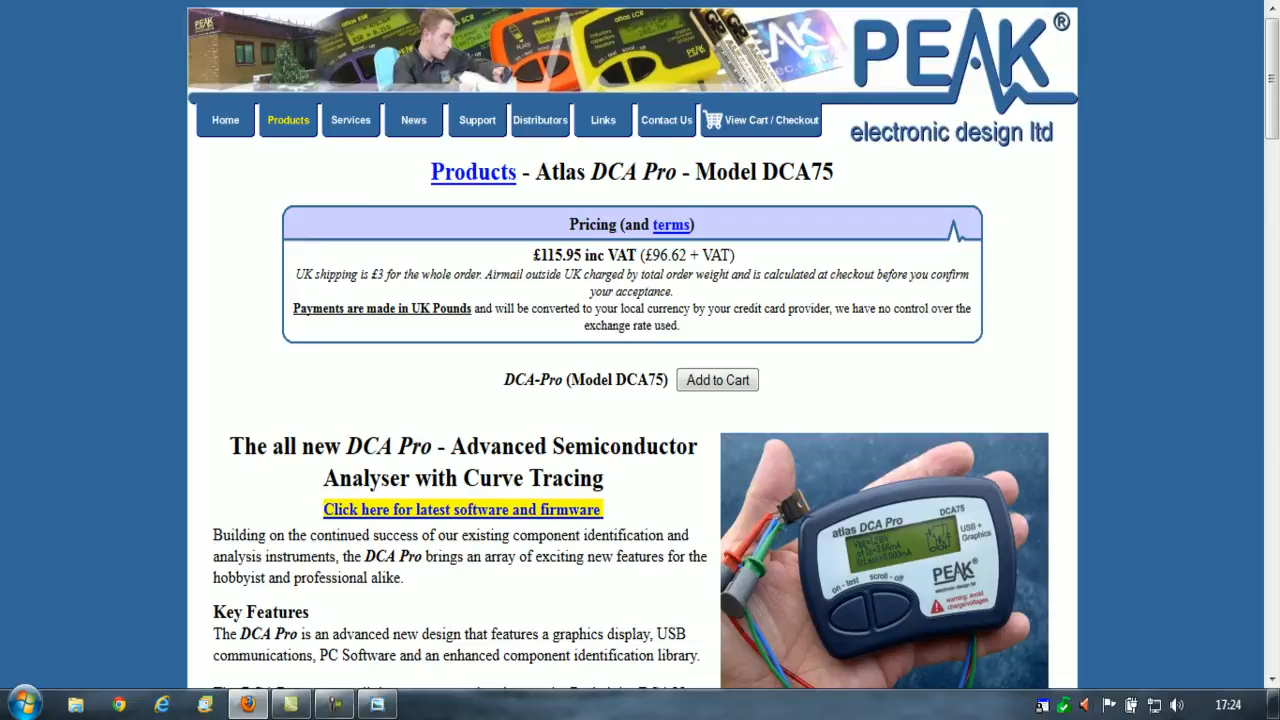 PEAK®
electronic design ltd
Home
Products
Services
News
Support
Distributors
Links
Contact Us
View Cart / Checkout
Products - Atlas DCA Pro - Model DCA75
Pricing (and terms)
£115.95 inc VAT (£96.62 + VAT)
UK shipping is £3 for the whole order. Airmail outside UK charged by total order weight and is calculated at checkout before you confirm
your acceptance.
Payments are made in UK Pounds and will be converted to your local currency by your credit card provider, we have no control over the
exchange rate used.
DCA-Pro (Model DCA75)
Add to Cart
The all new DCA Pro - Advanced Semiconductor
Analyser with Curve Tracing
Click here for latest software and firmware
Building on the continued success of our existing component identification and
analysis instruments, the DCA Pro brings an array of exciting new features for the
hobbyist and professional alike.
Key Features
The DCA Pro is an advanced new design that features a graphics display, USB
communications, PC Software and an enhanced component identification library.
atlas DCA Pro
DCA75
USB +
Graphics
on - test
scroll - off
PEAK
electronic design ltd
warning: avoid
charge/voltages
17:24